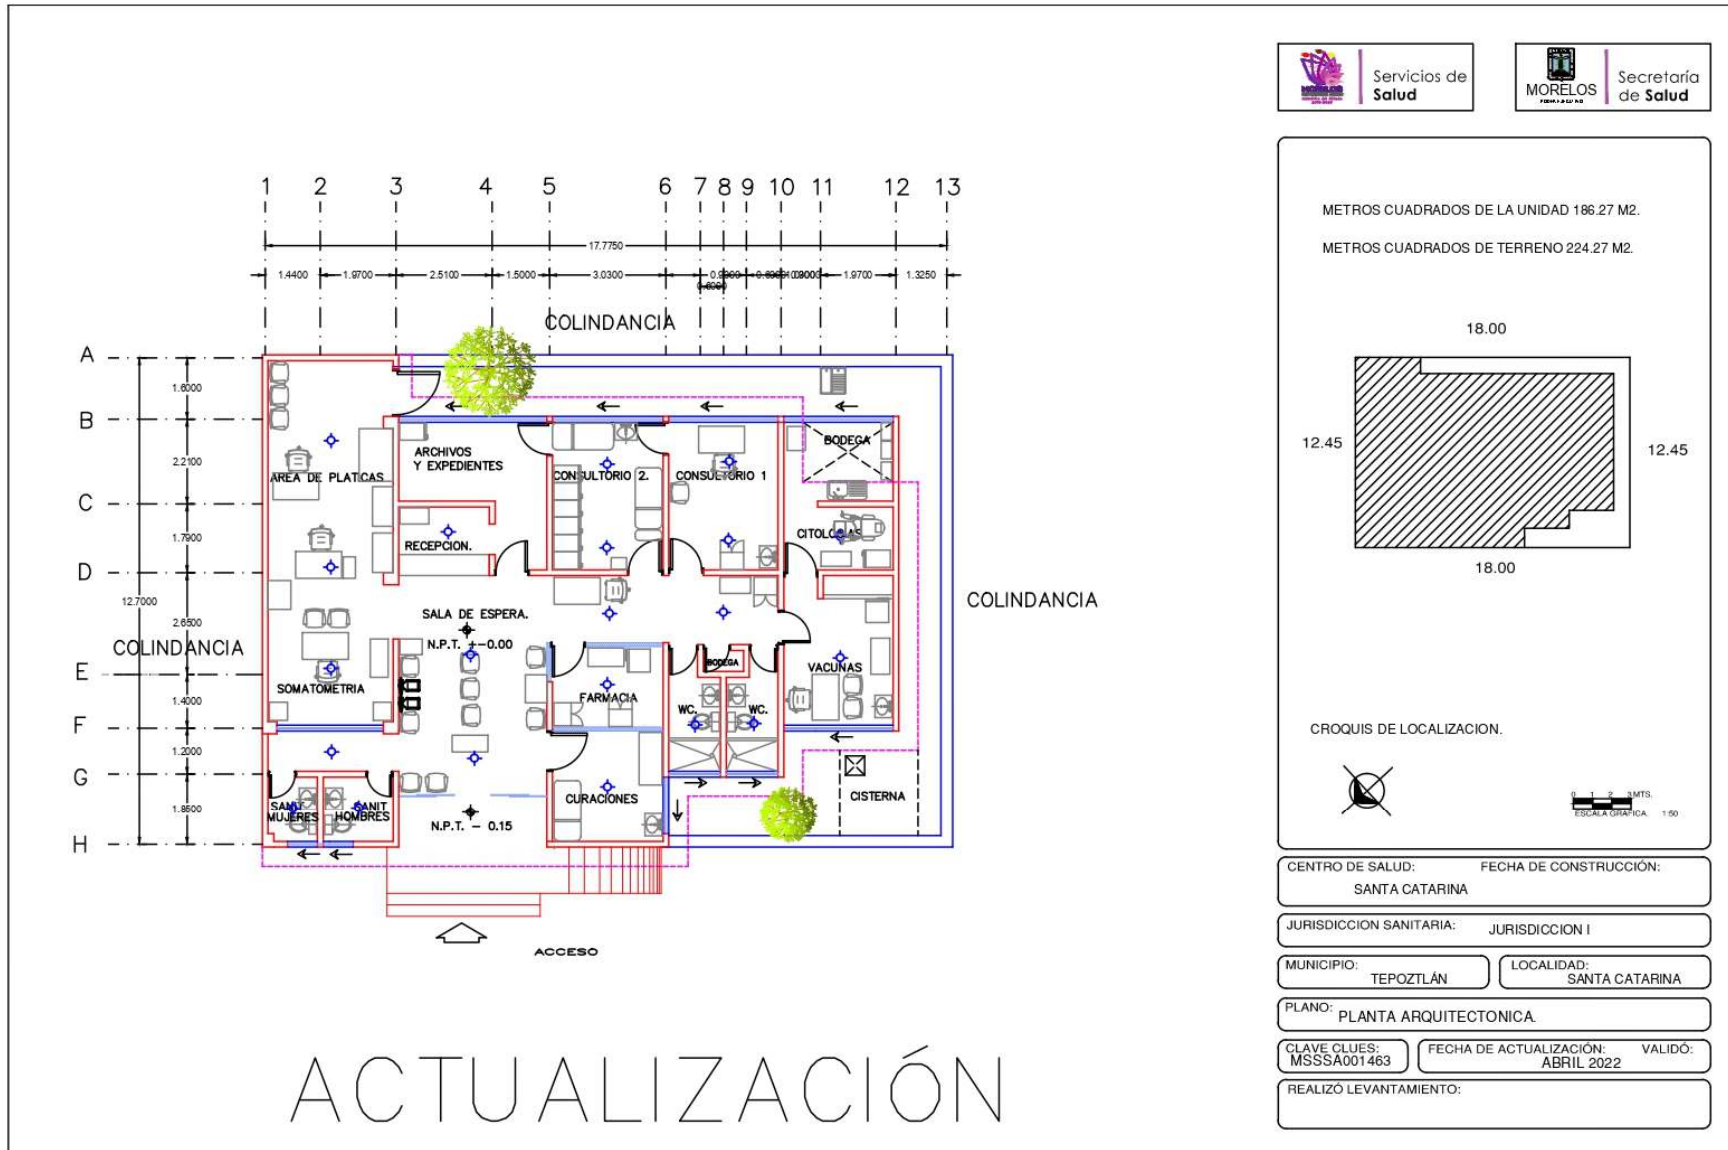 Servicios de
Salud
MORELOS
Secretaría
de Salud
MORELOS
METROS CUADRADOS DE LA UNIDAD 186.27 M2.
METROS CUADRADOS DE TERRENO 224.27 M2.
18.00
12.45
12.45
18.00
CROQUIS DE LOCALIZACION.
0 1 2 3 MTS.
ESCALA GRAFICA. 1:50
CENTRO DE SALUD: FECHA DE CONSTRUCCIÓN:
SANTA CATARINA
JURISDICCION SANITARIA: JURISDICCION I
MUNICIPIO: TEPOZTLÁN
LOCALIDAD: SANTA CATARINA
PLANO: PLANTA ARQUITECTONICA.
CLAVE CLUES:
MSSSA001463
FECHA DE ACTUALIZACIÓN: VALIDÓ:
ABRIL 2022
REALIZÓ LEVANTAMIENTO:
1 2 3 4 5 6 7 8 9 10 11 12 13
17.7750
1.4400 1.9700 2.5100 1.5000 3.0300 1.9700 1.3250
COLINDANCIA
A
B
C
D
E
F
G
H
1.6000
2.2100
1.7900
12.7000
2.6500
1.4000
1.2000
1.8500
COLINDANCIA
COLINDANCIA
ARCHIVOS
Y EXPEDIENTES
BODEGA
AREA DE PLATICAS
CONSULTORIO 2.
CONSULTORIO 1
RECEPCION.
CITOLOGIAS
SALA DE ESPERA.
N.P.T. +-0.00
BODEGA
VACUNAS
SOMATOMETRIA
FARMACIA
WC.
WC.
SANIT
MUJERES
SANIT
HOMBRES
CURACIONES
CISTERNA
N.P.T. - 0.15
ACCESO
ACTUALIZACIÓN